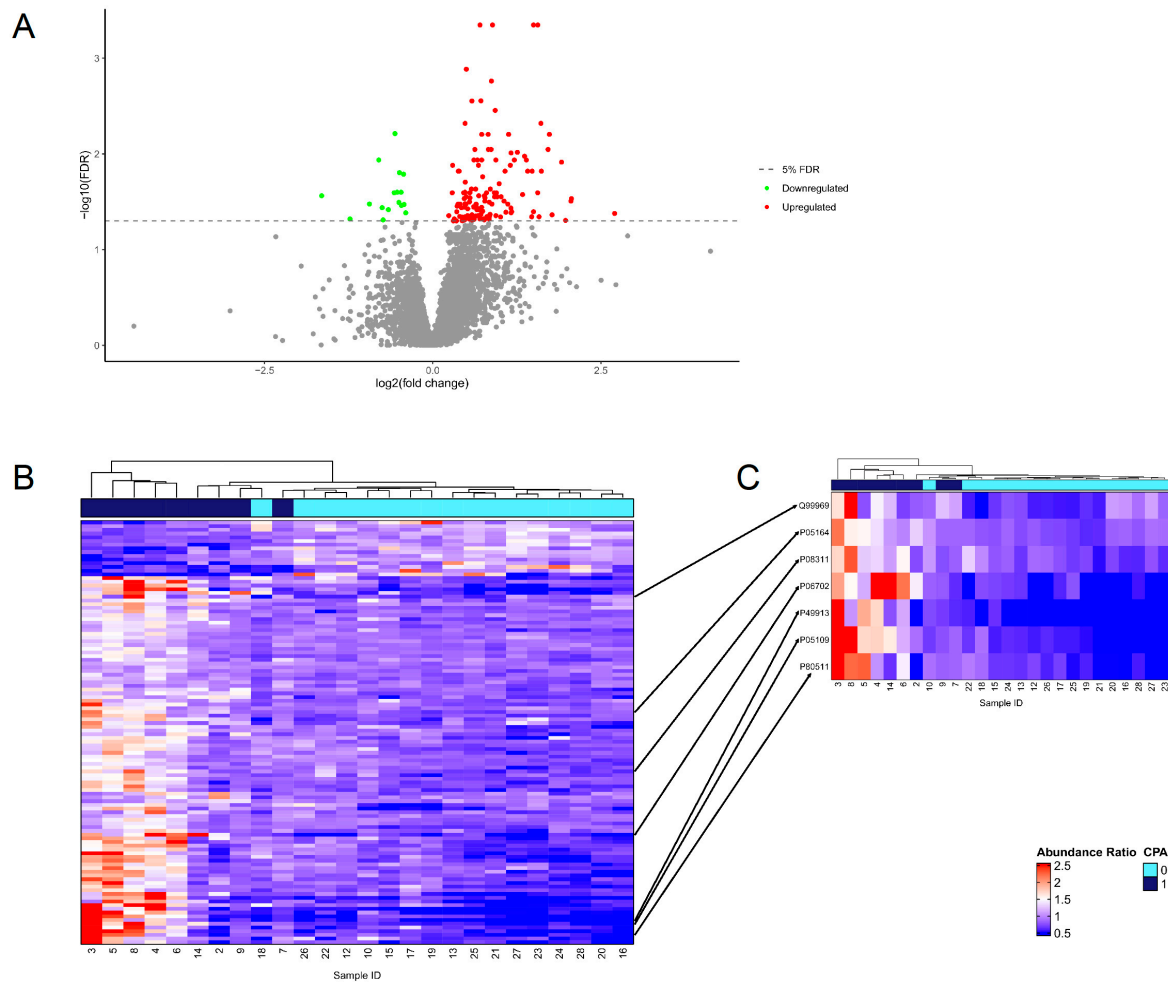 A
3
2
1
0
−log10(FDR)
−2.5
0.0
2.5
log2(fold change)
5% FDR
Downregulated
Upregulated
B
3 5 8 4 6 14 2 9 18 7 26 22 12 10 15 17 19 13 25 21 27 23 24 28 20 16
Sample ID
C
Q99969
P05164
P08311
P06702
P49913
P05109
P80511
3 8 5 4 14 6 2 10 9 7 22 18 15 24 13 12 26 17 25 19 21 20 16 28 27 23
Sample ID
Abundance Ratio
2.5
2
1.5
1
0.5
CPA
0
1